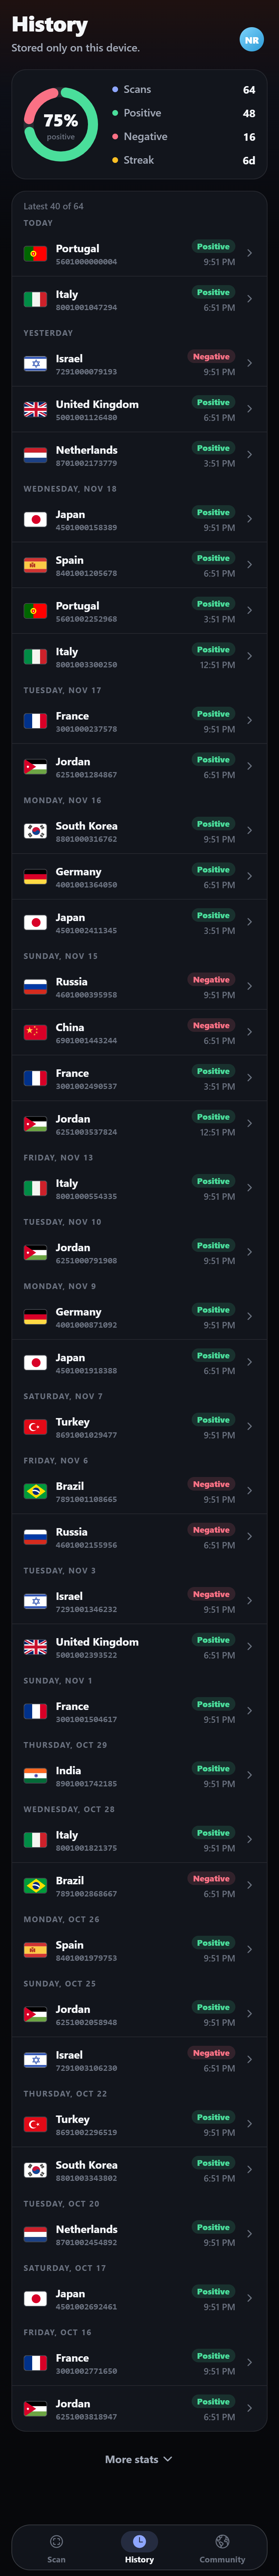 History
Stored only on this device.
NR
75%
positive
Scans 64
Positive 48
Negative 16
Streak 6d
Latest 40 of 64
TODAY
Portugal Positive
5601000000004 9:51 PM
Italy Positive
8001001047294 6:51 PM
YESTERDAY
Israel Negative
7291000079193 9:51 PM
United Kingdom Positive
5001001126480 6:51 PM
Netherlands Positive
8701002173779 3:51 PM
WEDNESDAY, NOV 18
Japan Positive
4501000158389 9:51 PM
Spain Positive
8401001205678 6:51 PM
Portugal Positive
5601002252968 3:51 PM
Italy Positive
8001003300250 12:51 PM
TUESDAY, NOV 17
France Positive
3001000237578 9:51 PM
Jordan Positive
6251001284867 6:51 PM
MONDAY, NOV 16
South Korea Positive
8801000316762 9:51 PM
Germany Positive
4001001364050 6:51 PM
Japan Positive
4501002411345 3:51 PM
SUNDAY, NOV 15
Russia Negative
4601000395958 9:51 PM
China Negative
6901001443244 6:51 PM
France Positive
3001002490537 3:51 PM
Jordan Positive
6251003537824 12:51 PM
FRIDAY, NOV 13
Italy Positive
8001000554335 9:51 PM
TUESDAY, NOV 10
Jordan Positive
6251000791908 9:51 PM
MONDAY, NOV 9
Germany Positive
4001000871092 9:51 PM
Japan Positive
4501001918388 6:51 PM
SATURDAY, NOV 7
Turkey Positive
8691001029477 9:51 PM
FRIDAY, NOV 6
Brazil Negative
7891001108665 9:51 PM
Russia Negative
4601002155956 6:51 PM
TUESDAY, NOV 3
Israel Negative
7291001346232 9:51 PM
United Kingdom Positive
5001002393522 6:51 PM
SUNDAY, NOV 1
France Positive
3001001504617 9:51 PM
THURSDAY, OCT 29
India Positive
8901001742185 9:51 PM
WEDNESDAY, OCT 28
Italy Positive
8001001821375 9:51 PM
Brazil Negative
7891002868667 6:51 PM
MONDAY, OCT 26
Spain Positive
8401001979753 9:51 PM
SUNDAY, OCT 25
Jordan Positive
6251002058948 9:51 PM
Israel Negative
7291003106230 6:51 PM
THURSDAY, OCT 22
Turkey Positive
8691002296519 9:51 PM
South Korea Positive
8801003343802 6:51 PM
TUESDAY, OCT 20
Netherlands Positive
8701002454892 9:51 PM
SATURDAY, OCT 17
Japan Positive
4501002692461 9:51 PM
FRIDAY, OCT 16
France Positive
3001002771650 9:51 PM
Jordan Positive
6251003818947 6:51 PM
More stats
Scan History Community